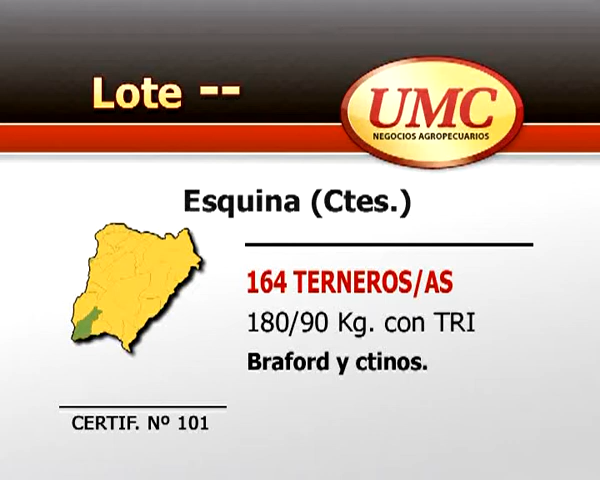 Lote --
UMC
NEGOCIOS AGROPECUARIOS
Esquina (Ctes.)
164 TERNEROS/AS
180/90 Kg. con TRI
Braford y ctinos.
CERTIF. Nº 101